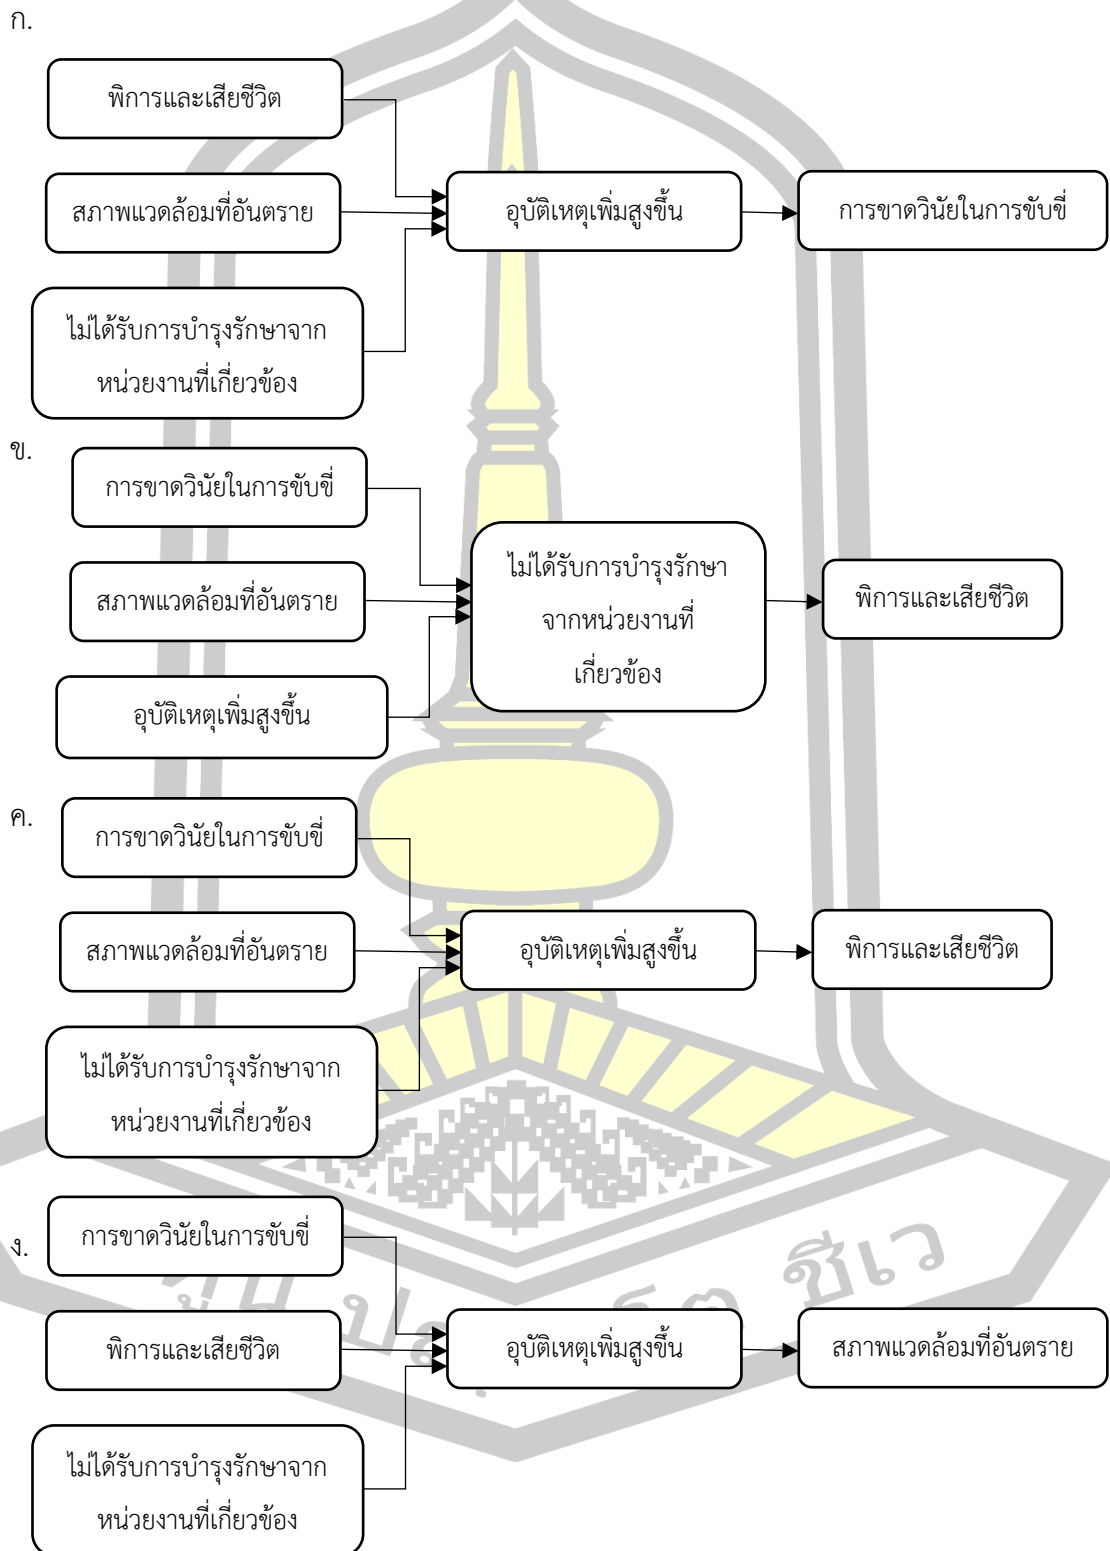 ก.
พิการและเสียชีวิต
สภาพแวดล้อมที่อันตราย
ไม่ได้รับการบำรุงรักษาจาก
หน่วยงานที่เกี่ยวข้อง
อุบัติเหตุเพิ่มสูงขึ้น
การขาดวินัยในการขับขี่
ข.
การขาดวินัยในการขับขี่
สภาพแวดล้อมที่อันตราย
อุบัติเหตุเพิ่มสูงขึ้น
ไม่ได้รับการบำรุงรักษา
จากหน่วยงานที่
เกี่ยวข้อง
พิการและเสียชีวิต
ค.
การขาดวินัยในการขับขี่
สภาพแวดล้อมที่อันตราย
ไม่ได้รับการบำรุงรักษาจาก
หน่วยงานที่เกี่ยวข้อง
อุบัติเหตุเพิ่มสูงขึ้น
พิการและเสียชีวิต
ง.
การขาดวินัยในการขับขี่
พิการและเสียชีวิต
ไม่ได้รับการบำรุงรักษาจาก
หน่วยงานที่เกี่ยวข้อง
อุบัติเหตุเพิ่มสูงขึ้น
สภาพแวดล้อมที่อันตราย
ชีเว